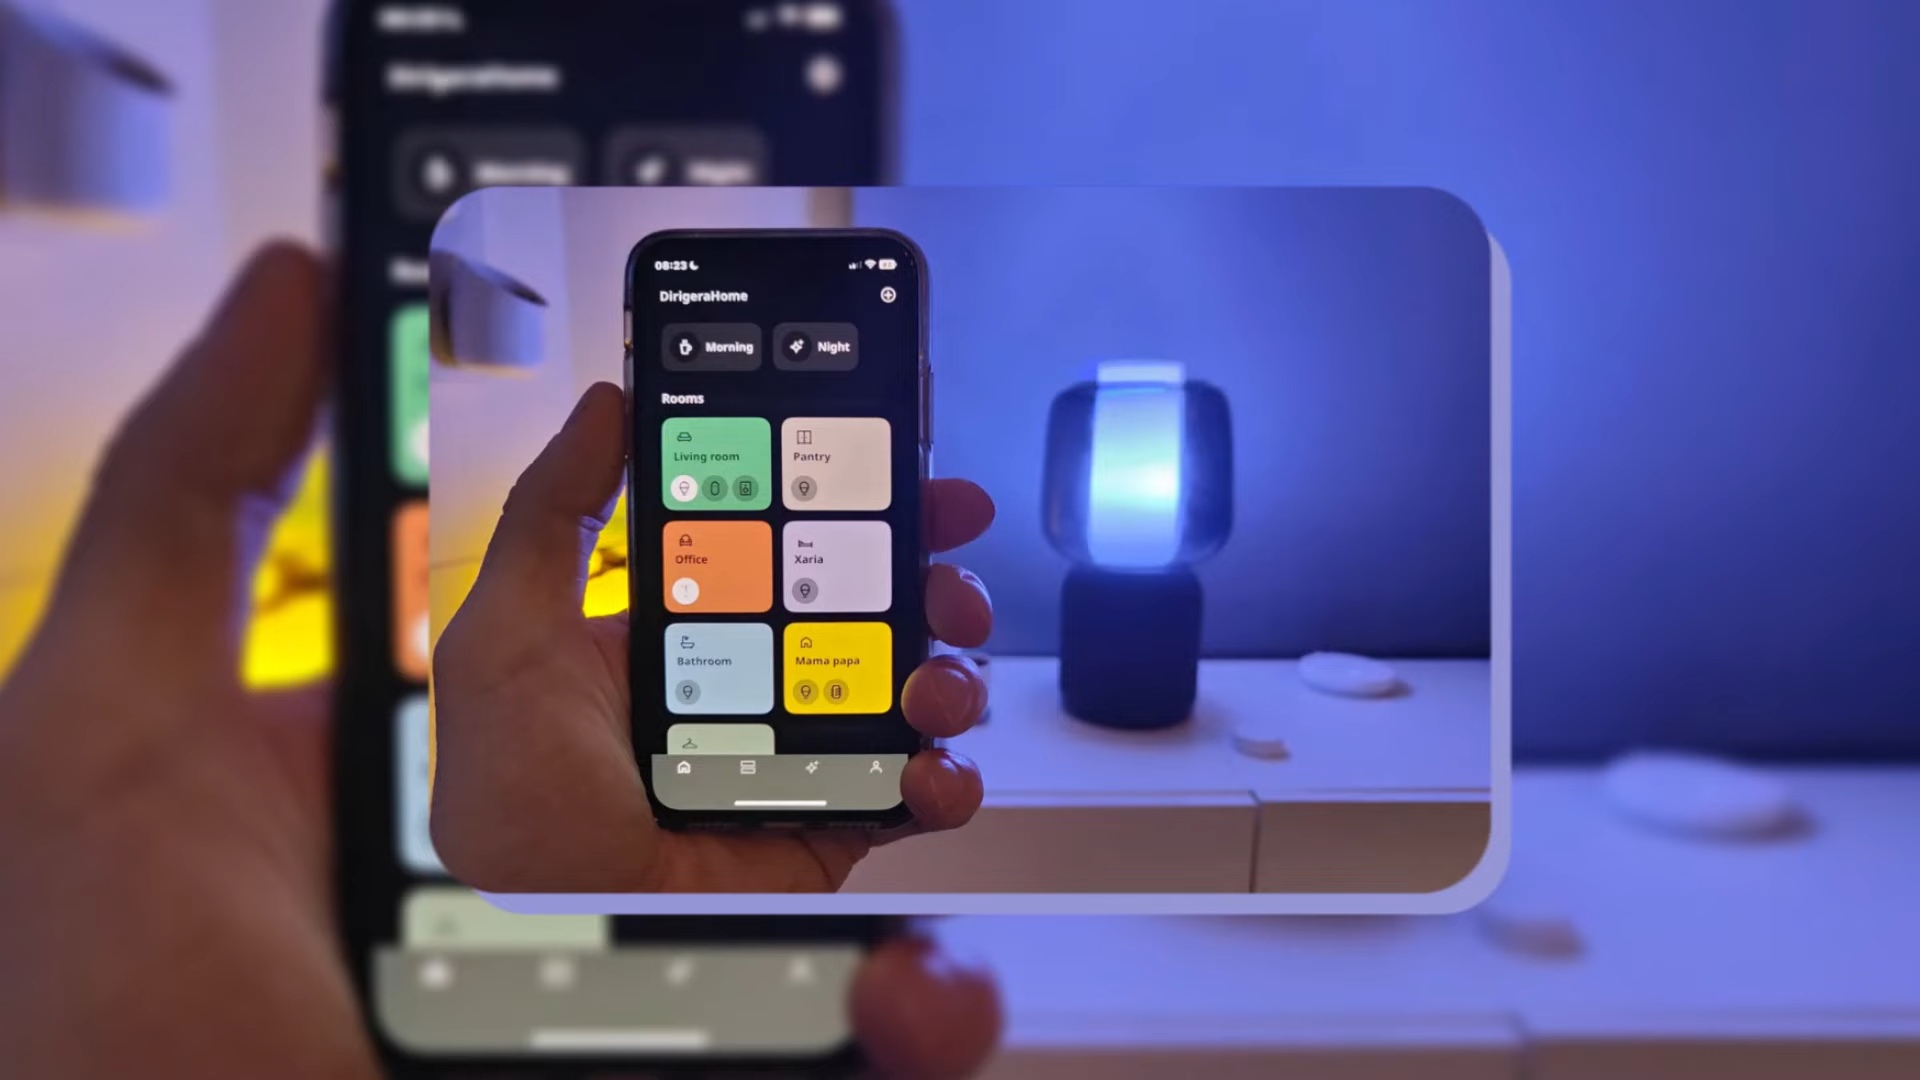 08:23
DirigeraHome
Morning Night
Rooms
Living room Pantry
Office Xaria
Bathroom Mama papa